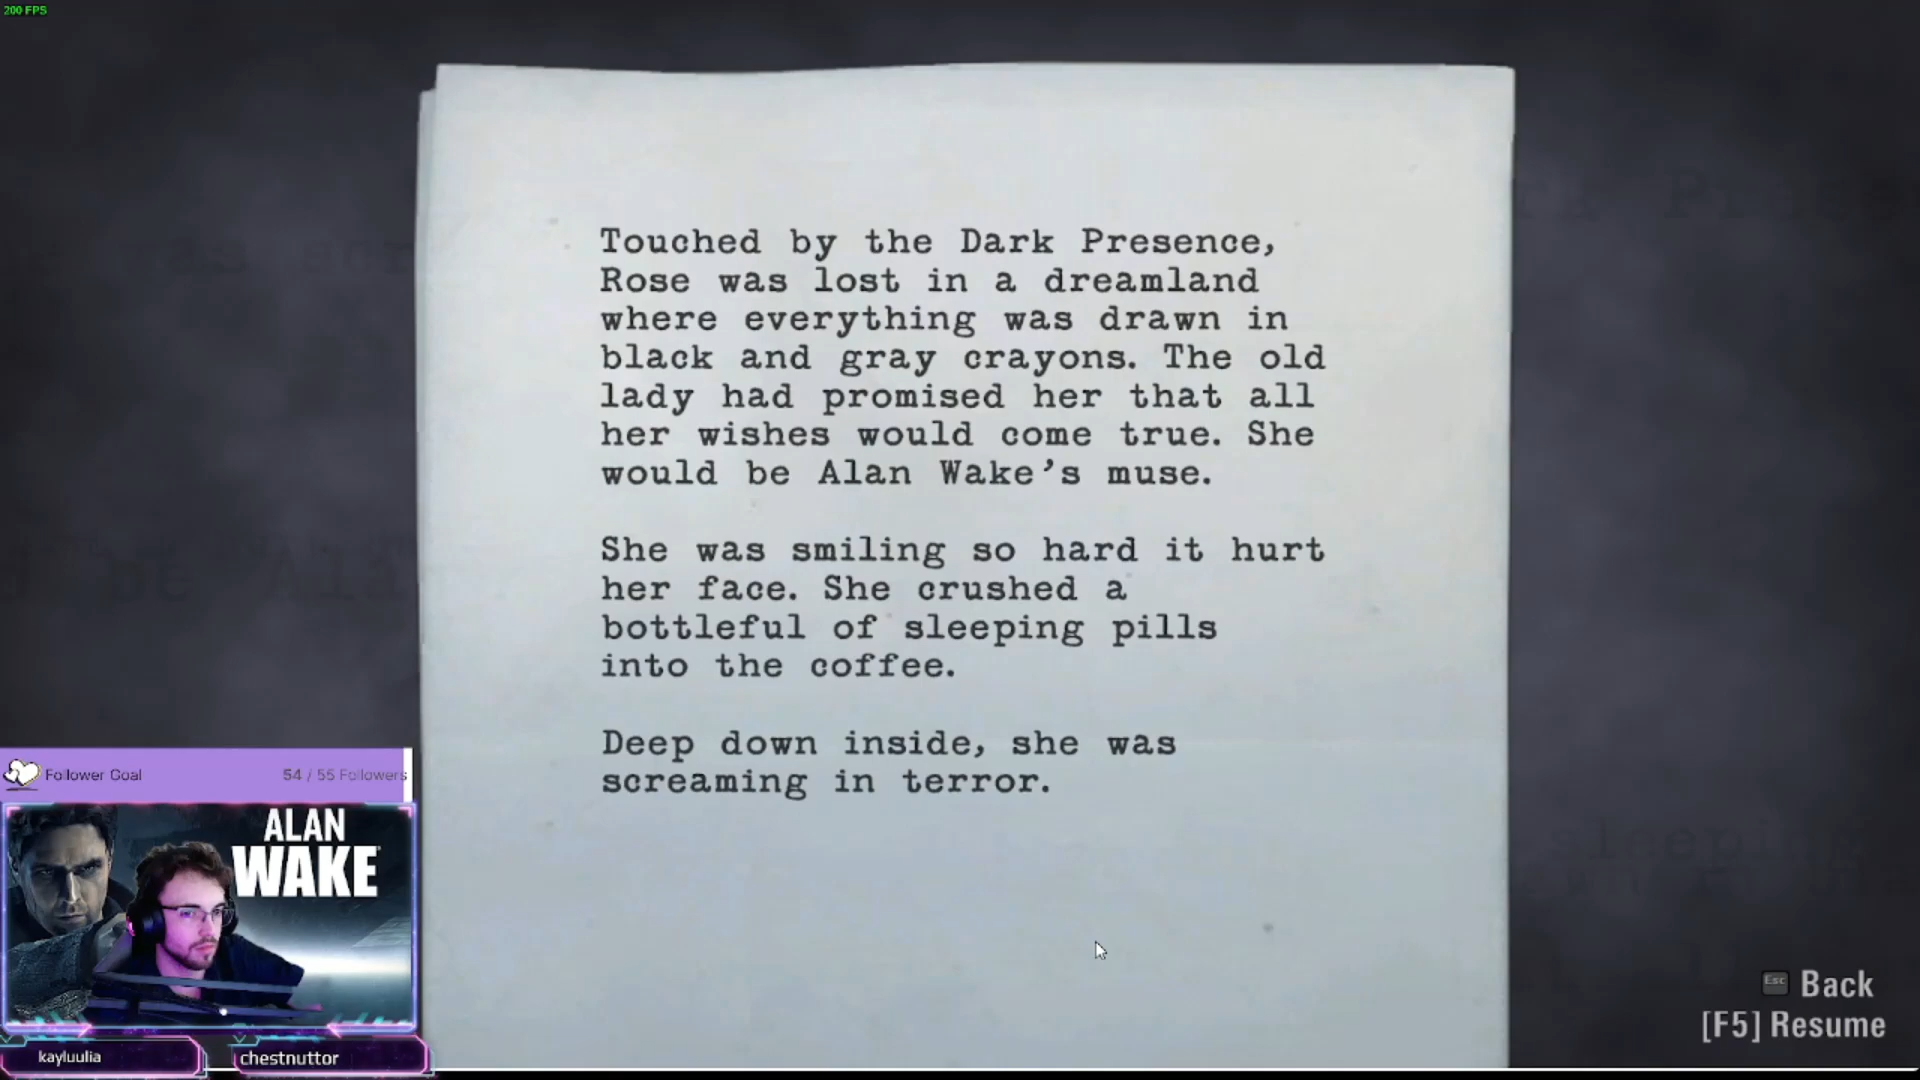 200 FPS
Touched by the Dark Presence,
Rose was lost in a dreamland
where everything was drawn in
black and gray crayons. The old
lady had promised her that all
her wishes would come true. She
would be Alan Wake’s muse.
She was smiling so hard it hurt
her face. She crushed a
bottleful of sleeping pills
into the coffee.
Deep down inside, she was
screaming in terror.
Follower Goal 54 / 55 Followers
ALAN
WAKE
kayluulia
chestnuttor
Esc Back
[F5] Resume